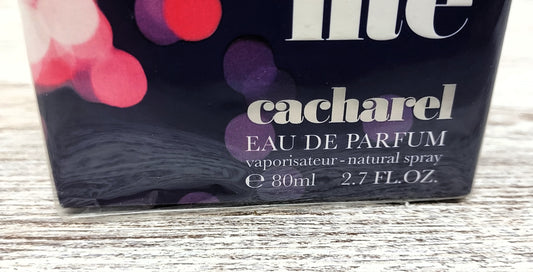 cacharel
EAU DE PARFUM
vaporisateur - natural spray
℮ 80ml 2.7 FL.OZ.